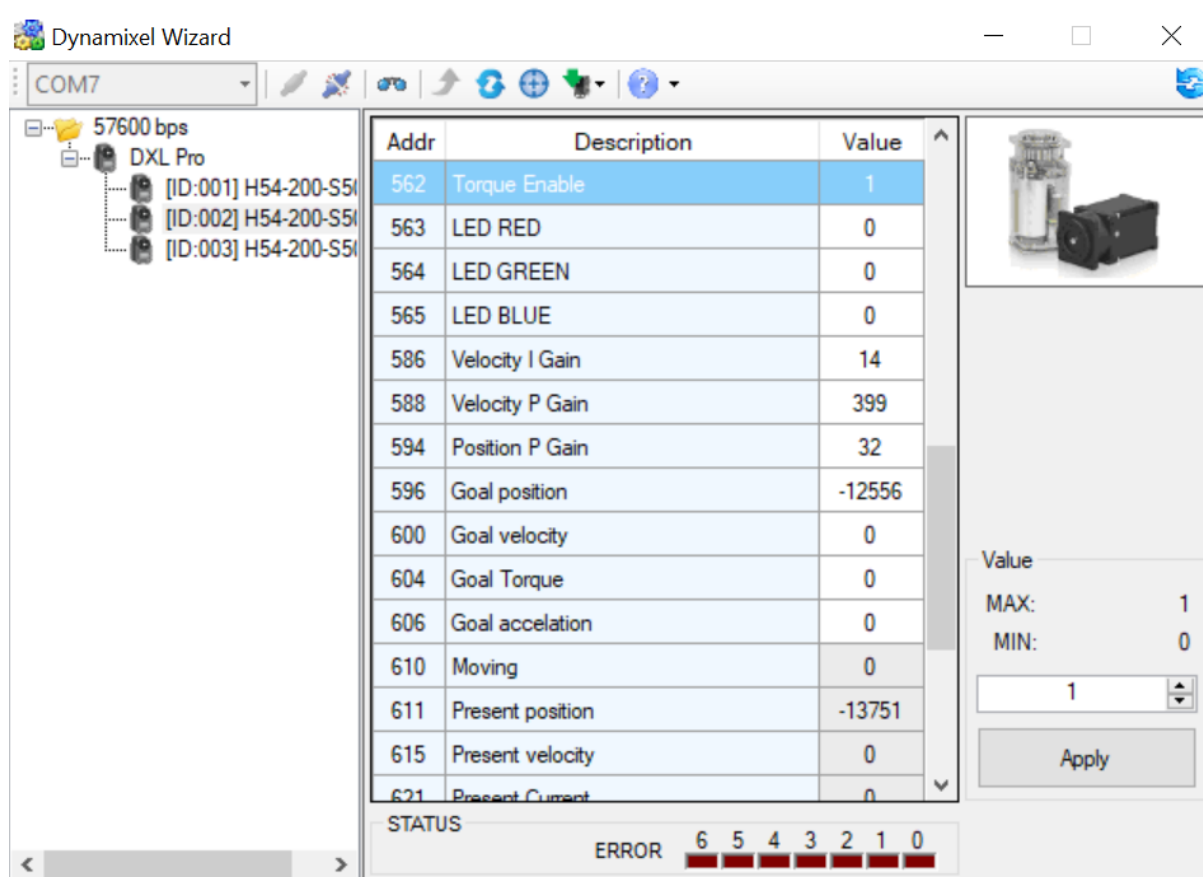 Dynamixel Wizard
COM7
57600 bps
DXL Pro
[ID:001] H54-200-S5
[ID:002] H54-200-S5
[ID:003] H54-200-S5
Addr Description Value
562 Torque Enable 1
563 LED RED 0
564 LED GREEN 0
565 LED BLUE 0
586 Velocity I Gain 14
588 Velocity P Gain 399
594 Position P Gain 32
596 Goal position -12556
600 Goal velocity 0
604 Goal Torque 0
606 Goal accelation 0
610 Moving 0
611 Present position -13751
615 Present velocity 0
621 Present Current 0
Value
MAX: 1
MIN: 0
1
Apply
STATUS
ERROR 6 5 4 3 2 1 0